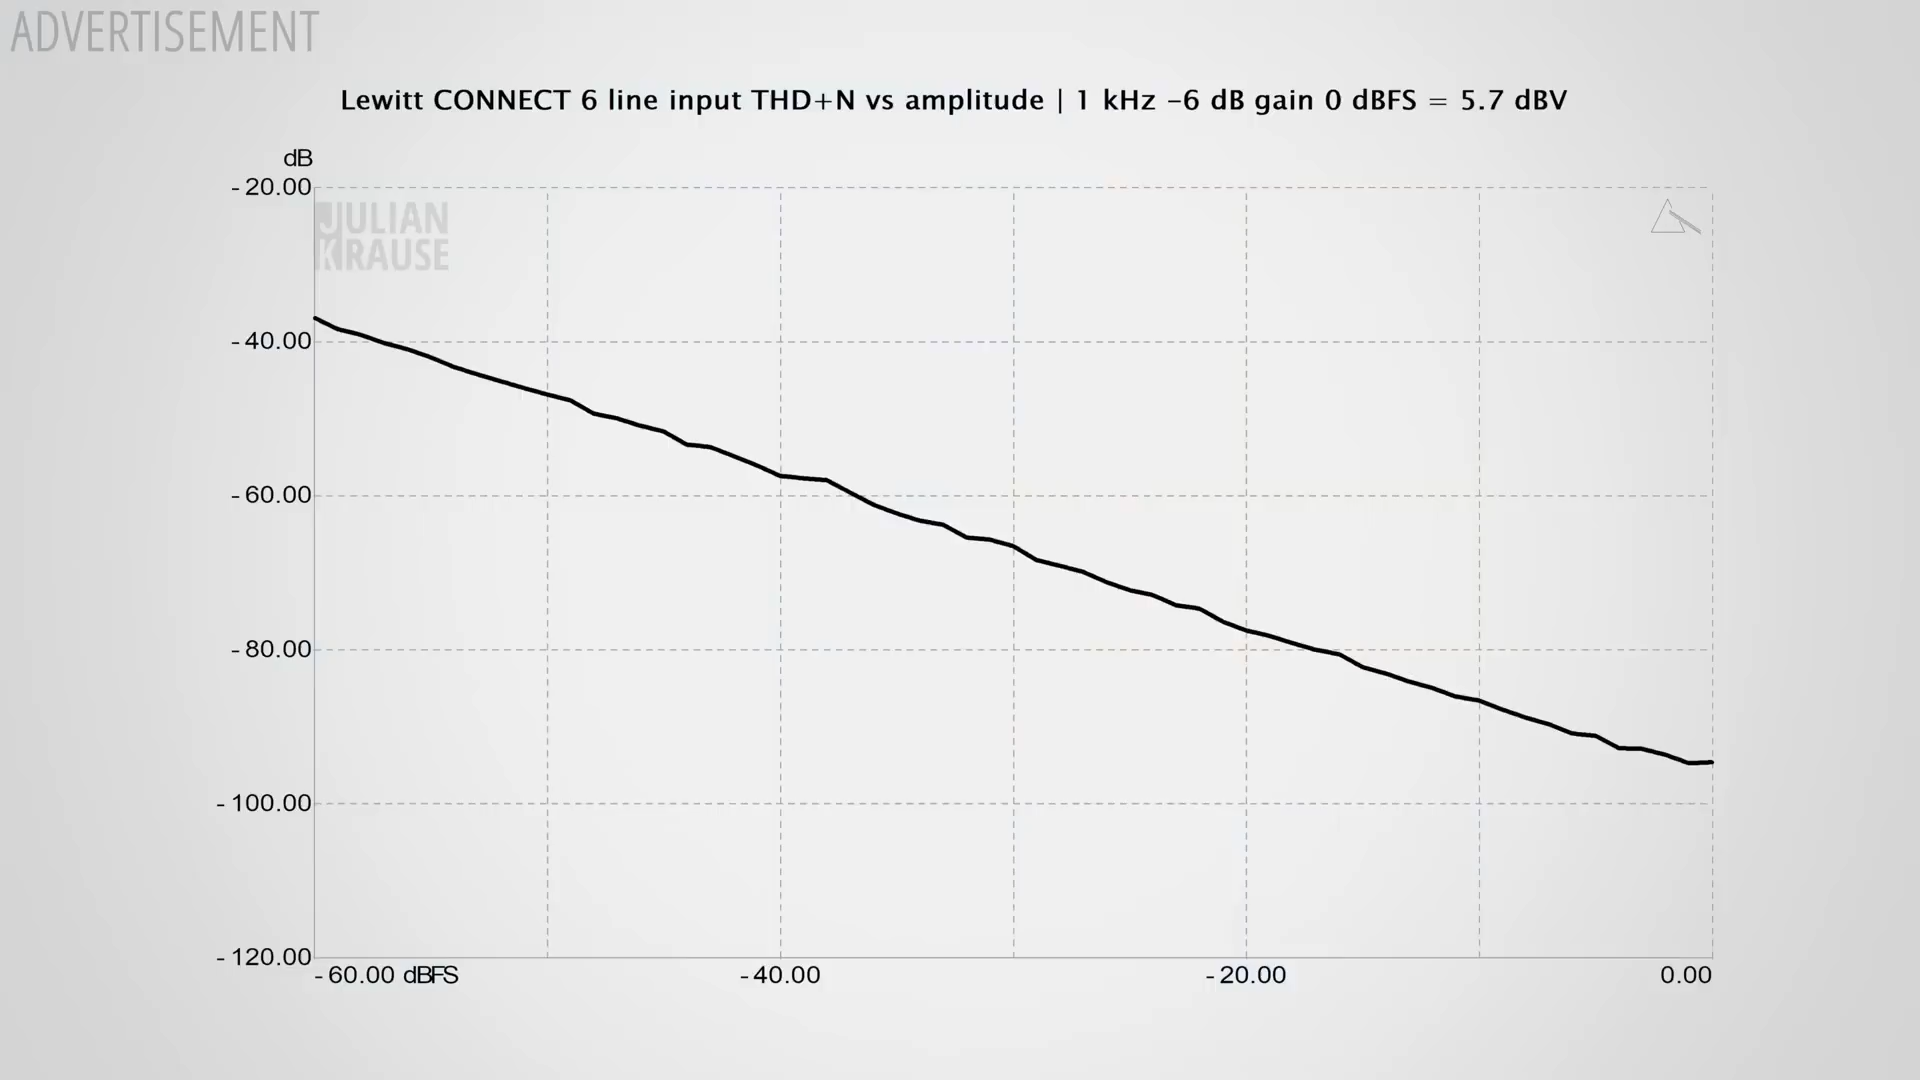 ADVERTISEMENT
Lewitt CONNECT 6 line input THD+N vs amplitude | 1 kHz -6 dB gain 0 dBFS = 5.7 dBV
dB
-20.00
JULIAN
KRAUSE
-40.00
-60.00
-80.00
-100.00
-120.00
-60.00 dBFS -40.00 -20.00 0.00